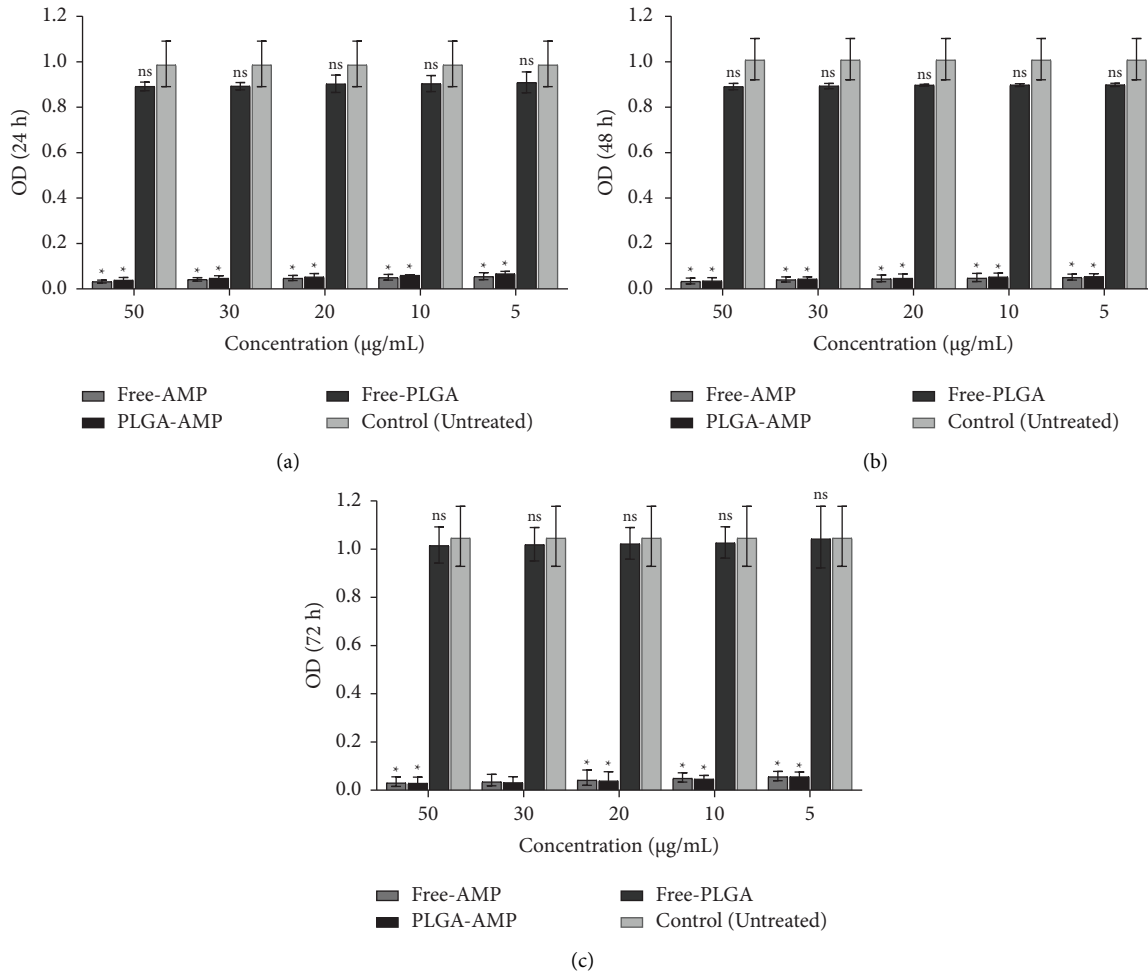 1.2
1.0
0.8
0.6
0.4
0.2
0.0
OD (24 h)
ns ns ns ns ns
* * * * * * * * * *
50 30 20 10 5
Concentration (µg/mL)
Free-AMP Free-PLGA
PLGA-AMP Control (Untreated)
(a)
1.2
1.0
0.8
0.6
0.4
0.2
0.0
OD (48 h)
ns ns ns ns ns
* * * * * * * * * *
50 30 20 10 5
Concentration (µg/mL)
Free-AMP Free-PLGA
PLGA-AMP Control (Untreated)
(b)
1.2
1.0
0.8
0.6
0.4
0.2
0.0
OD (72 h)
ns ns ns ns ns
* * * * * * * *
50 30 20 10 5
Concentration (µg/mL)
Free-AMP Free-PLGA
PLGA-AMP Control (Untreated)
(c)